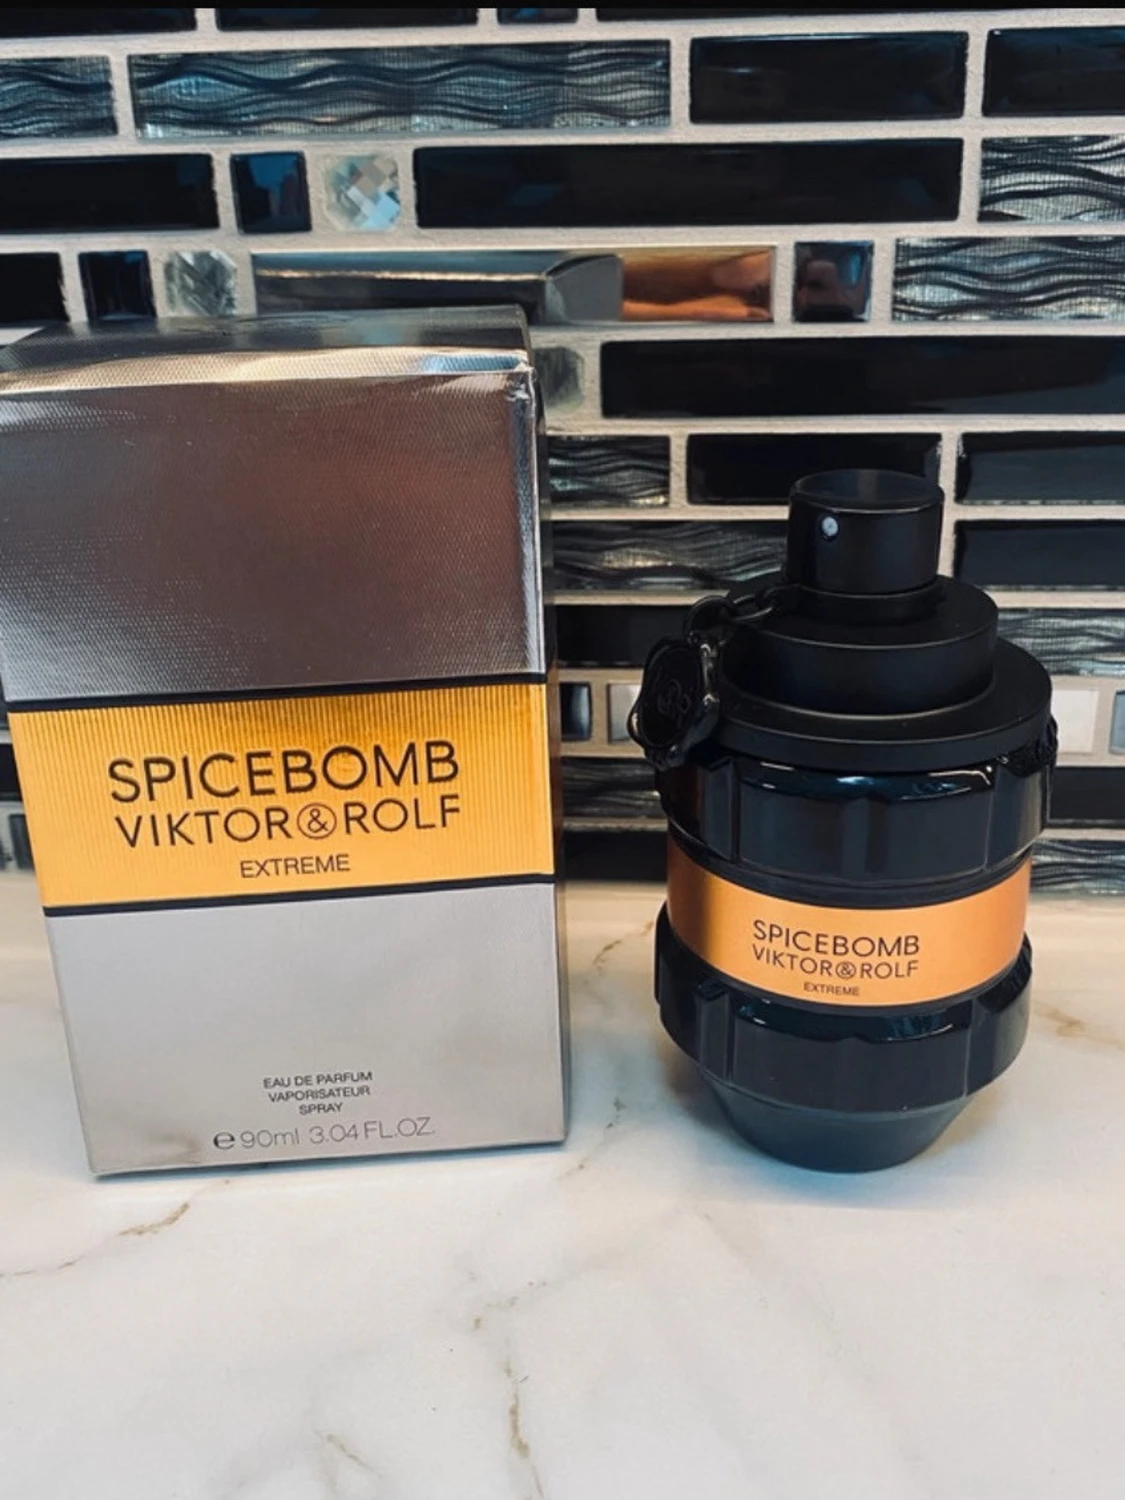 SPICEBOMB
VIKTOR&ROLF
EXTREME
EAU DE PARFUM
VAPORISATEUR
SPRAY
e 90ml 3.04 FL.OZ.
SPICEBOMB
VIKTOR&ROLF
EXTREME